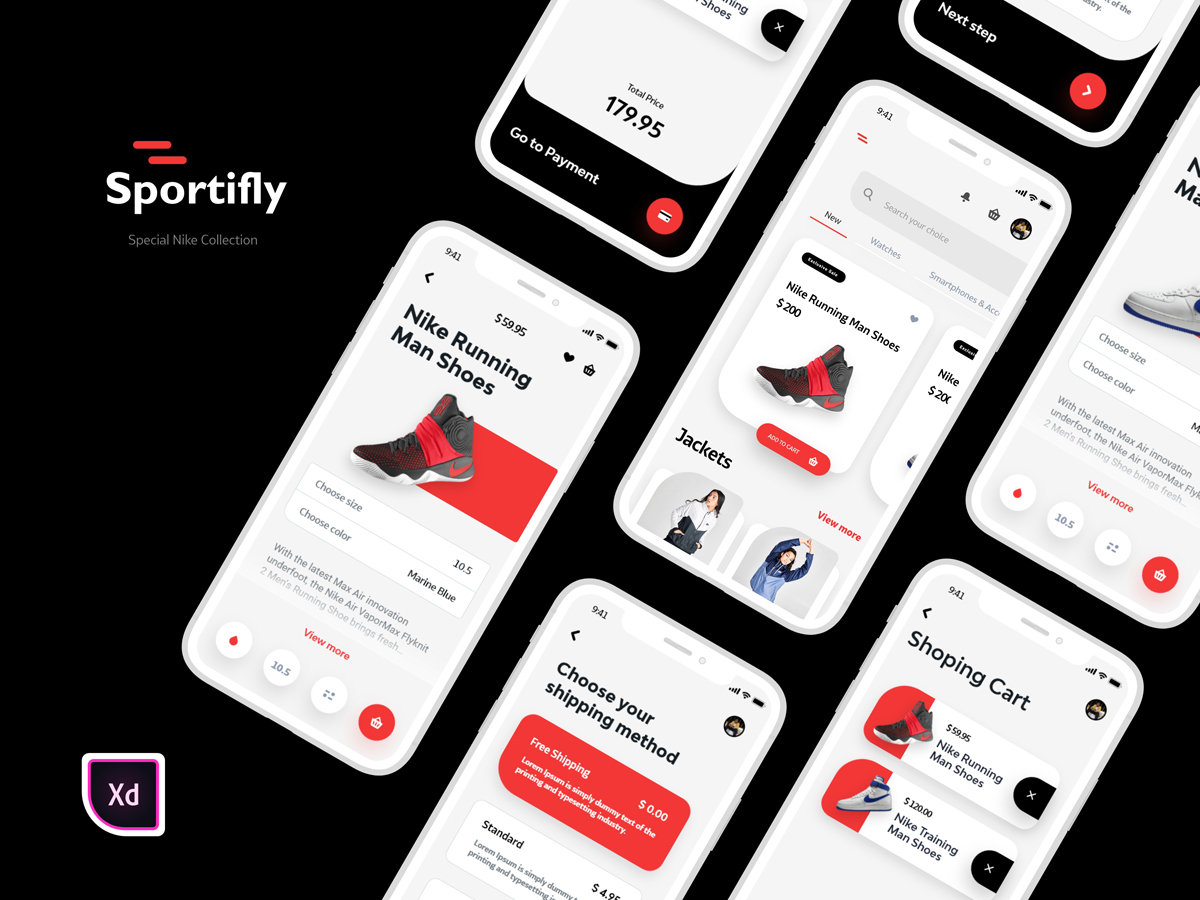 Sportifly
Special Nike Collection
Xd
Man Shoes
Total Price
179.95
Go to Payment
industry.
Next step
9:41
Search your choice
New
Watches
Smartphones & Acc
Exclusive Sale
Nike Running Man Shoes
$ 200
ADD TO CART
Nike
$ 20
Jackets
View more
9:41
$ 59.95
Nike Running
Man Shoes
Choose size
10.5
Choose color
Marine Blue
With the latest Max Air innovation
underfoot, the Nike Air VaporMax Flyknit
2 Men's Running Shoe brings fresh...
View more
10.5
Choose size
Choose color
With the latest Max Air innovation
underfoot, the Nike Air VaporMax Flyk
2 Men's Running Shoe brings fresh...
View more
10.5
9:41
Choose your
shipping method
Free Shipping
$ 0.00
Lorem Ipsum is simply dummy text of the
printing and typesetting industry.
Standard
$ 4.95
Lorem Ipsum is simply dummy
printing and typesetting indus
9:41
Shoping Cart
$ 59.95
Nike Running
Man Shoes
$ 120.00
Nike Training
Man Shoes